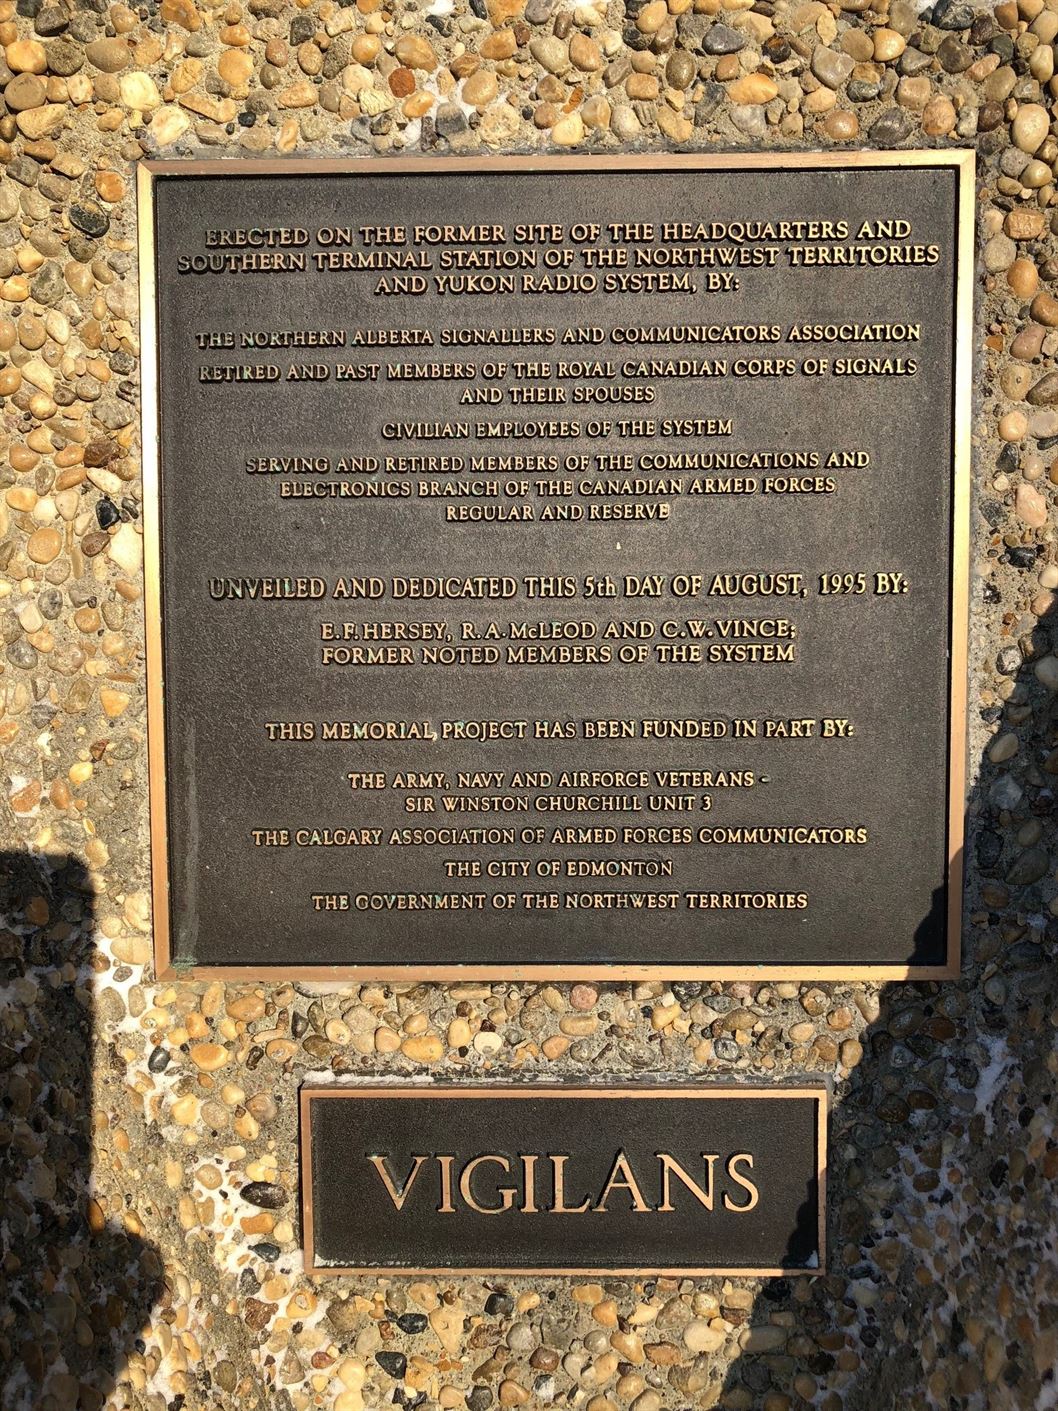 ERECTED ON THE FORMER SITE OF THE HEADQUARTERS AND
SOUTHERN TERMINAL STATION OF THE NORTHWEST TERRITORIES
AND YUKON RADIO SYSTEM, BY:
THE NORTHERN ALBERTA SIGNALLERS AND COMMUNICATORS ASSOCIATION
RETIRED AND PAST MEMBERS OF THE ROYAL CANADIAN CORPS OF SIGNALS
AND THEIR SPOUSES
CIVILIAN EMPLOYEES OF THE SYSTEM
SERVING AND RETIRED MEMBERS OF THE COMMUNICATIONS AND
ELECTRONICS BRANCH OF THE CANADIAN ARMED FORCES
REGULAR AND RESERVE
UNVEILED AND DEDICATED THIS 5th DAY OF AUGUST, 1995 BY:
E.F. HERSEY, R.A. McLEOD AND C.W. VINCE;
FORMER NOTED MEMBERS OF THE SYSTEM
THIS MEMORIAL PROJECT HAS BEEN FUNDED IN PART BY:
THE ARMY, NAVY AND AIRFORCE VETERANS -
SIR WINSTON CHURCHILL UNIT 3
THE CALGARY ASSOCIATION OF ARMED FORCES COMMUNICATORS
THE CITY OF EDMONTON
THE GOVERNMENT OF THE NORTHWEST TERRITORIES
VIGILANS